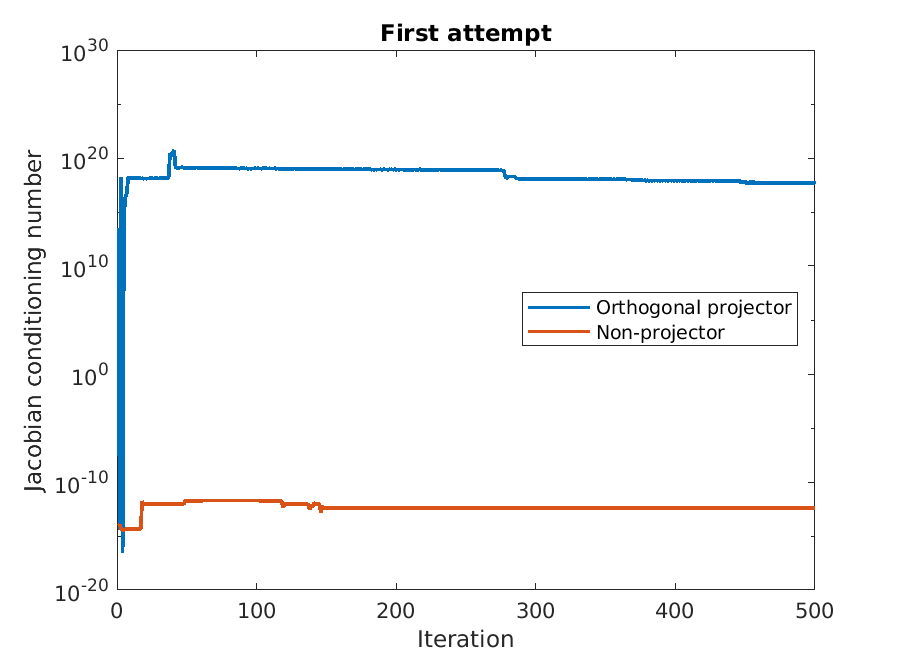 First attempt
Jacobian conditioning number
10^30
10^20
10^10
10^0
10^-10
10^-20
Orthogonal projector
Non-projector
0 100 200 300 400 500
Iteration